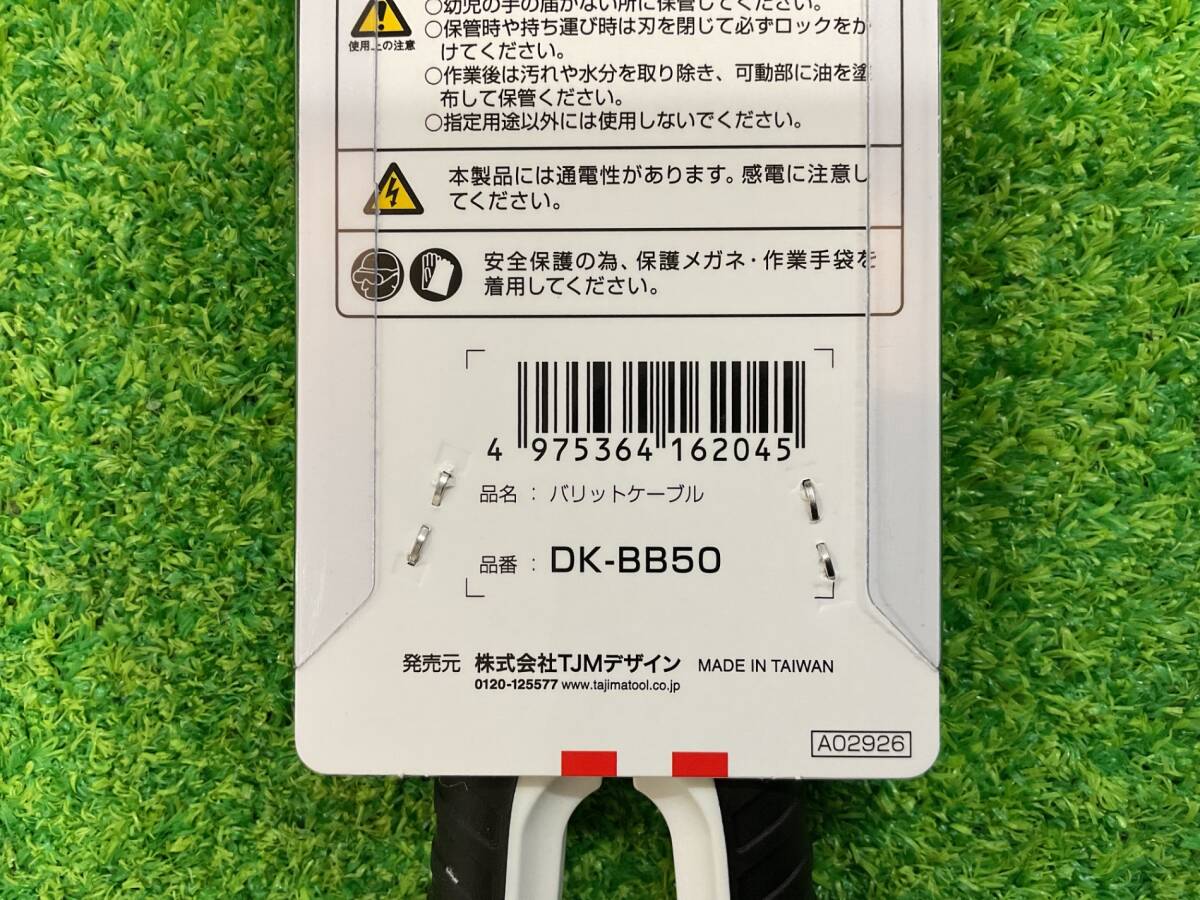 ○幼児の手の届かない所に保管してください。
使用上の注意
○保管時や持ち運び時は刃を閉じて必ずロックをか
けてください。
○作業後は汚れや水分を取り除き、可動部に油を塗
布して保管ください。
○指定用途以外には使用しないでください。
本製品には通電性があります。感電に注意し
てください。
安全保護の為、保護メガネ・作業手袋を
着用してください。
4 975364 162045
品名 : バリットケーブル
品番 : DK-BB50
発売元 株式会社TJMデザイン MADE IN TAIWAN
0120-125577 www.tajimatool.co.jp
A02926